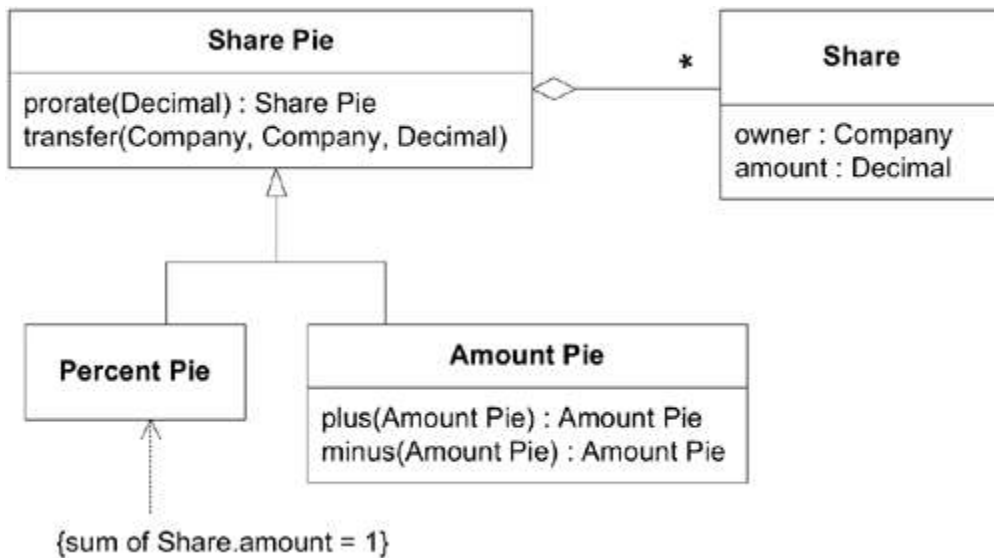 Share Pie
prorate(Decimal) : Share Pie
transfer(Company, Company, Decimal)
*
Share
owner : Company
amount : Decimal
Percent Pie
Amount Pie
plus(Amount Pie) : Amount Pie
minus(Amount Pie) : Amount Pie
{sum of Share.amount = 1}